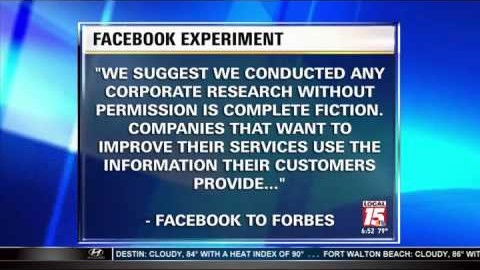 FACEBOOK EXPERIMENT
"WE SUGGEST WE CONDUCTED ANY
CORPORATE RESEARCH WITHOUT
PERMISSION IS COMPLETE FICTION.
COMPANIES THAT WANT TO
IMPROVE THEIR SERVICES USE THE
INFORMATION THEIR CUSTOMERS
PROVIDE..."
- FACEBOOK TO FORBES
LOCAL
15
6:52 79°
DESTIN: CLOUDY, 84° WITH A HEAT INDEX OF 90° ... FORT WALTON BEACH: CLOUDY, 86° WIT